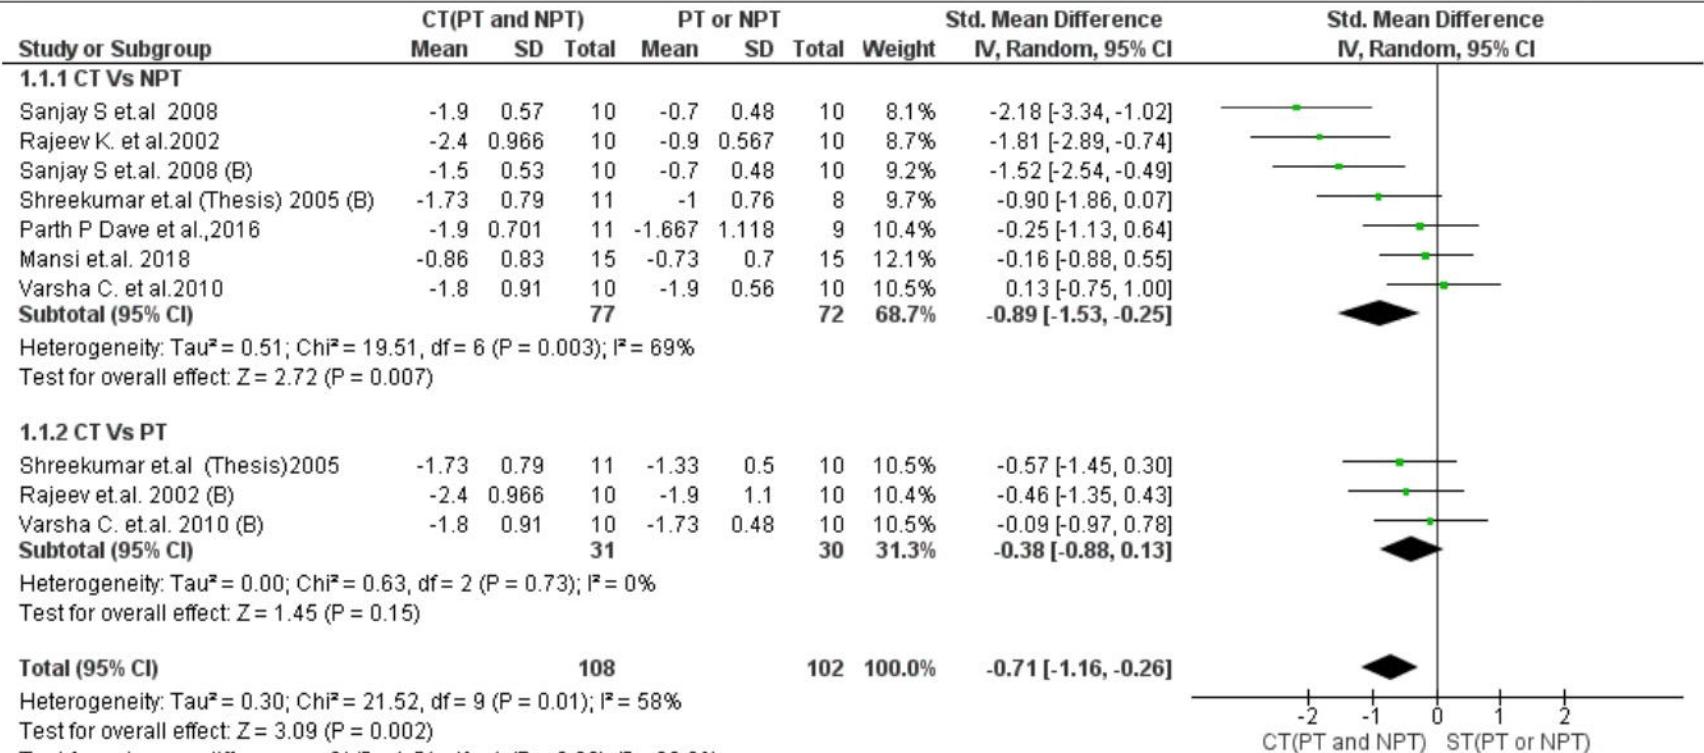 CT(PT and NPT) PT or NPT Std. Mean Difference Std. Mean Difference
Study or Subgroup Mean SD Total Mean SD Total Weight IV, Random, 95% CI IV, Random, 95% CI
1.1.1 CT Vs NPT
Sanjay S et.al 2008 -1.9 0.57 10 -0.7 0.48 10 8.1% -2.18 [-3.34, -1.02]
Rajeev K. et al.2002 -2.4 0.966 10 -0.9 0.567 10 8.7% -1.81 [-2.89, -0.74]
Sanjay S et.al. 2008 (B) -1.5 0.53 10 -0.7 0.48 10 9.2% -1.52 [-2.54, -0.49]
Shreekumar et.al (Thesis) 2005 (B) -1.73 0.79 11 -1 0.76 8 9.7% -0.90 [-1.86, 0.07]
Parth P Dave et al.,2016 -1.9 0.701 11 -1.667 1.118 9 10.4% -0.25 [-1.13, 0.64]
Mansi et.al. 2018 -0.86 0.83 15 -0.73 0.7 15 12.1% -0.16 [-0.88, 0.55]
Varsha C. et al.2010 -1.8 0.91 10 -1.9 0.56 10 10.5% 0.13 [-0.75, 1.00]
Subtotal (95% CI) 77 72 68.7% -0.89 [-1.53, -0.25]
Heterogeneity: Tau² = 0.51; Chi² = 19.51, df = 6 (P = 0.003); I² = 69%
Test for overall effect: Z = 2.72 (P = 0.007)
1.1.2 CT Vs PT
Shreekumar et.al (Thesis)2005 -1.73 0.79 11 -1.33 0.5 10 10.5% -0.57 [-1.45, 0.30]
Rajeev et.al. 2002 (B) -2.4 0.966 10 -1.9 1.1 10 10.4% -0.46 [-1.35, 0.43]
Varsha C. et.al. 2010 (B) -1.8 0.91 10 -1.73 0.48 10 10.5% -0.09 [-0.97, 0.78]
Subtotal (95% CI) 31 30 31.3% -0.38 [-0.88, 0.13]
Heterogeneity: Tau² = 0.00; Chi² = 0.63, df = 2 (P = 0.73); I² = 0%
Test for overall effect: Z = 1.45 (P = 0.15)
Total (95% CI) 108 102 100.0% -0.71 [-1.16, -0.26]
Heterogeneity: Tau² = 0.30; Chi² = 21.52, df = 9 (P = 0.01); I² = 58%
Test for overall effect: Z = 3.09 (P = 0.002)
-2 -1 0 1 2
CT(PT and NPT) ST(PT or NPT)